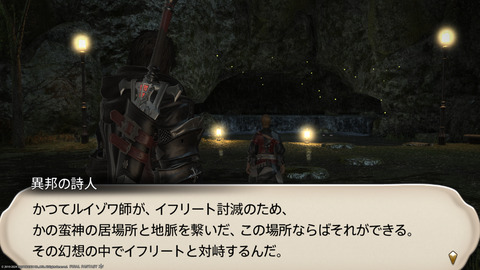 異邦の詩人
かつてルイゾワ師が、イフリート討滅のため、
かの蛮神の居場所と地脈を繋いだ、この場所ならばそれができる。
その幻想の中でイフリートと対峙するんだ。